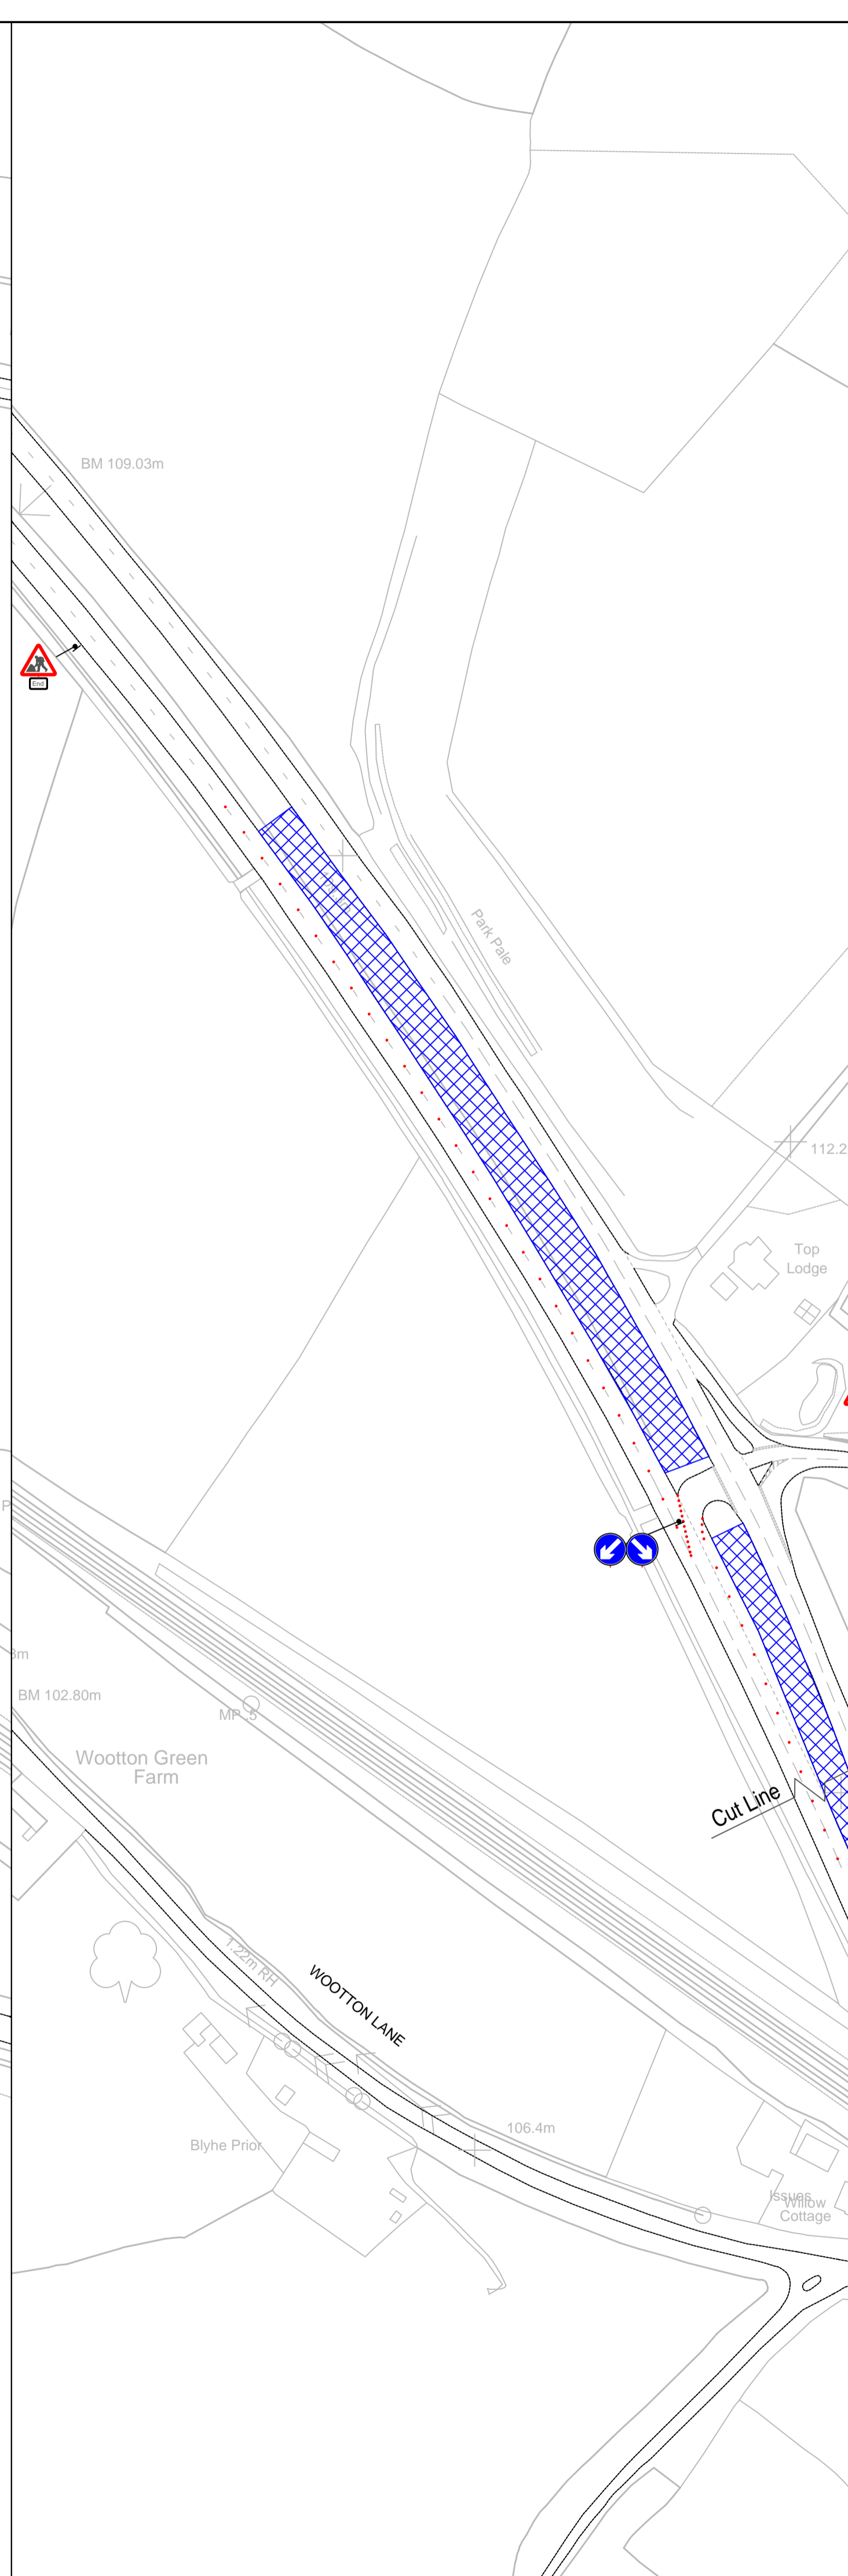 BM 109.03m
End
Park Pale
112.2
Top
Lodge
P
3m
BM 102.80m
MP .5
Wootton Green
Farm
Cut Line
1.22m RH
WOOTTON LANE
106.4m
Blyhe Prior
Issues
Willow
Cottage